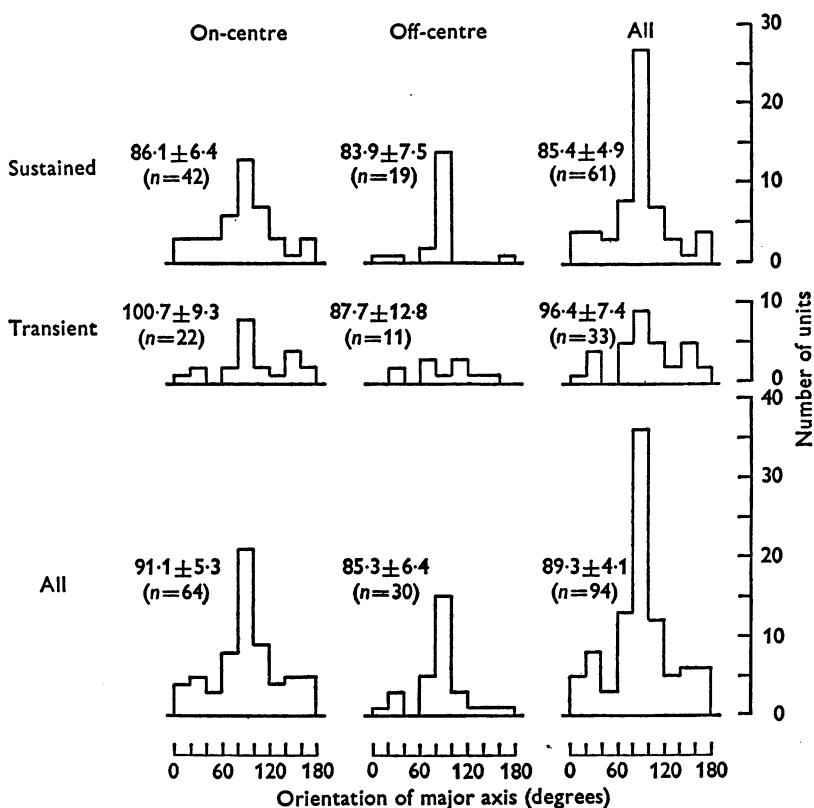 On-centre
Off-centre
All
30
20
10
0
Sustained
86·1±6·4
(n=42)
83·9±7·5
(n=19)
85·4±4·9
(n=61)
Transient
100·7±9·3
(n=22)
87·7±12·8
(n=11)
96·4±7·4
(n=33)
10
0
Number of units
All
91·1±5·3
(n=64)
85·3±6·4
(n=30)
89·3±4·1
(n=94)
40
30
20
10
0
0 60 120 180
0 60 120 180
0 60 120 180
Orientation of major axis (degrees)